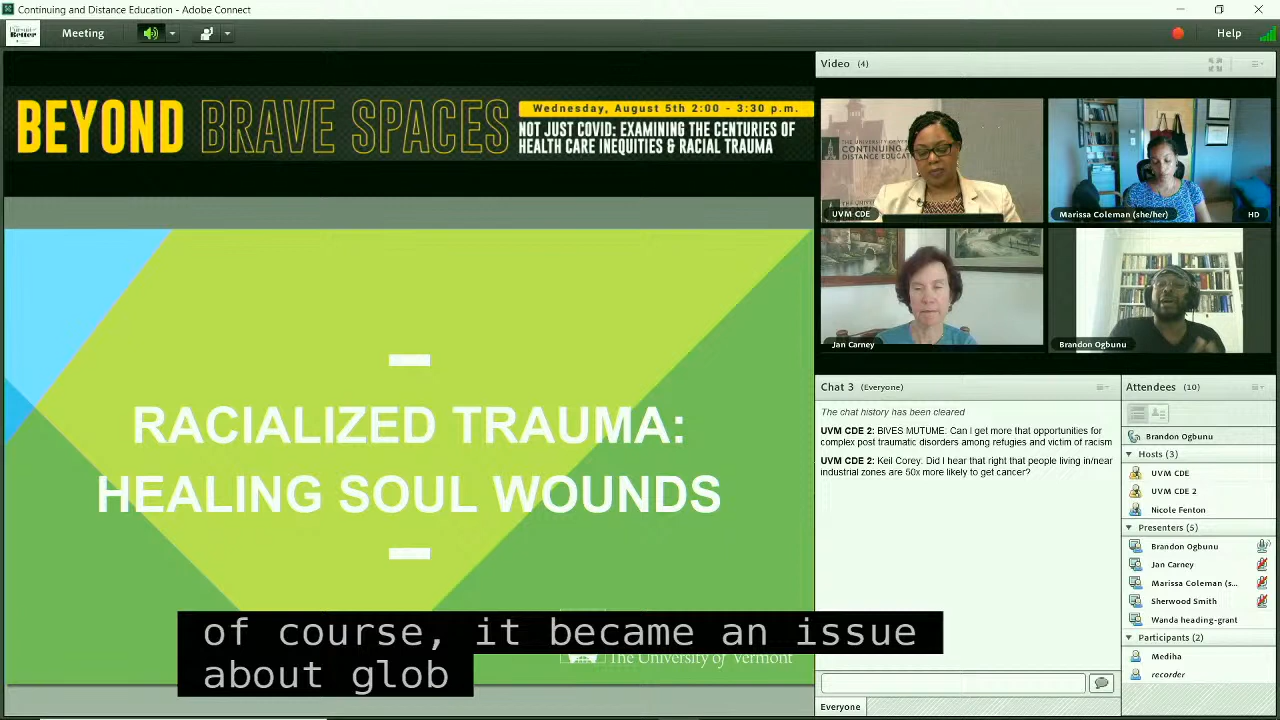 Continuing and Distance Education - Adobe Connect
Meeting
Help
BEYOND BRAVE SPACES
Wednesday, August 5th 2:00 - 3:30 p.m.
NOT JUST COVID: EXAMINING THE CENTURIES OF
HEALTH CARE INEQUITIES & RACIAL TRAUMA
RACIALIZED TRAUMA:
HEALING SOUL WOUNDS
The University of Vermont
of course, it became an issue
about glob
Video (4)
CONTINUING AND
DISTANCE EDUCAT
UVM CDE
Marissa Coleman (she/her)
HD
Jan Carney
Brandon Ogbunu
Chat 3 (Everyone)
The chat history has been cleared
UVM CDE 2: BIVES MUTUME: Can I get more that opportunities for
complex post traumatic disorders among refugies and victim of racism
UVM CDE 2: Keil Corey: Did I hear that right that people living in/near
industrial zones are 50x more likely to get cancer?
Everyone
Attendees (10)
Brandon Ogbunu
Hosts (3)
UVM CDE
UVM CDE 2
Nicole Fenton
Presenters (5)
Brandon Ogbunu
Jan Carney
Marissa Coleman (s...
Sherwood Smith
Wanda heading-grant
Participants (2)
Mediha
recorder